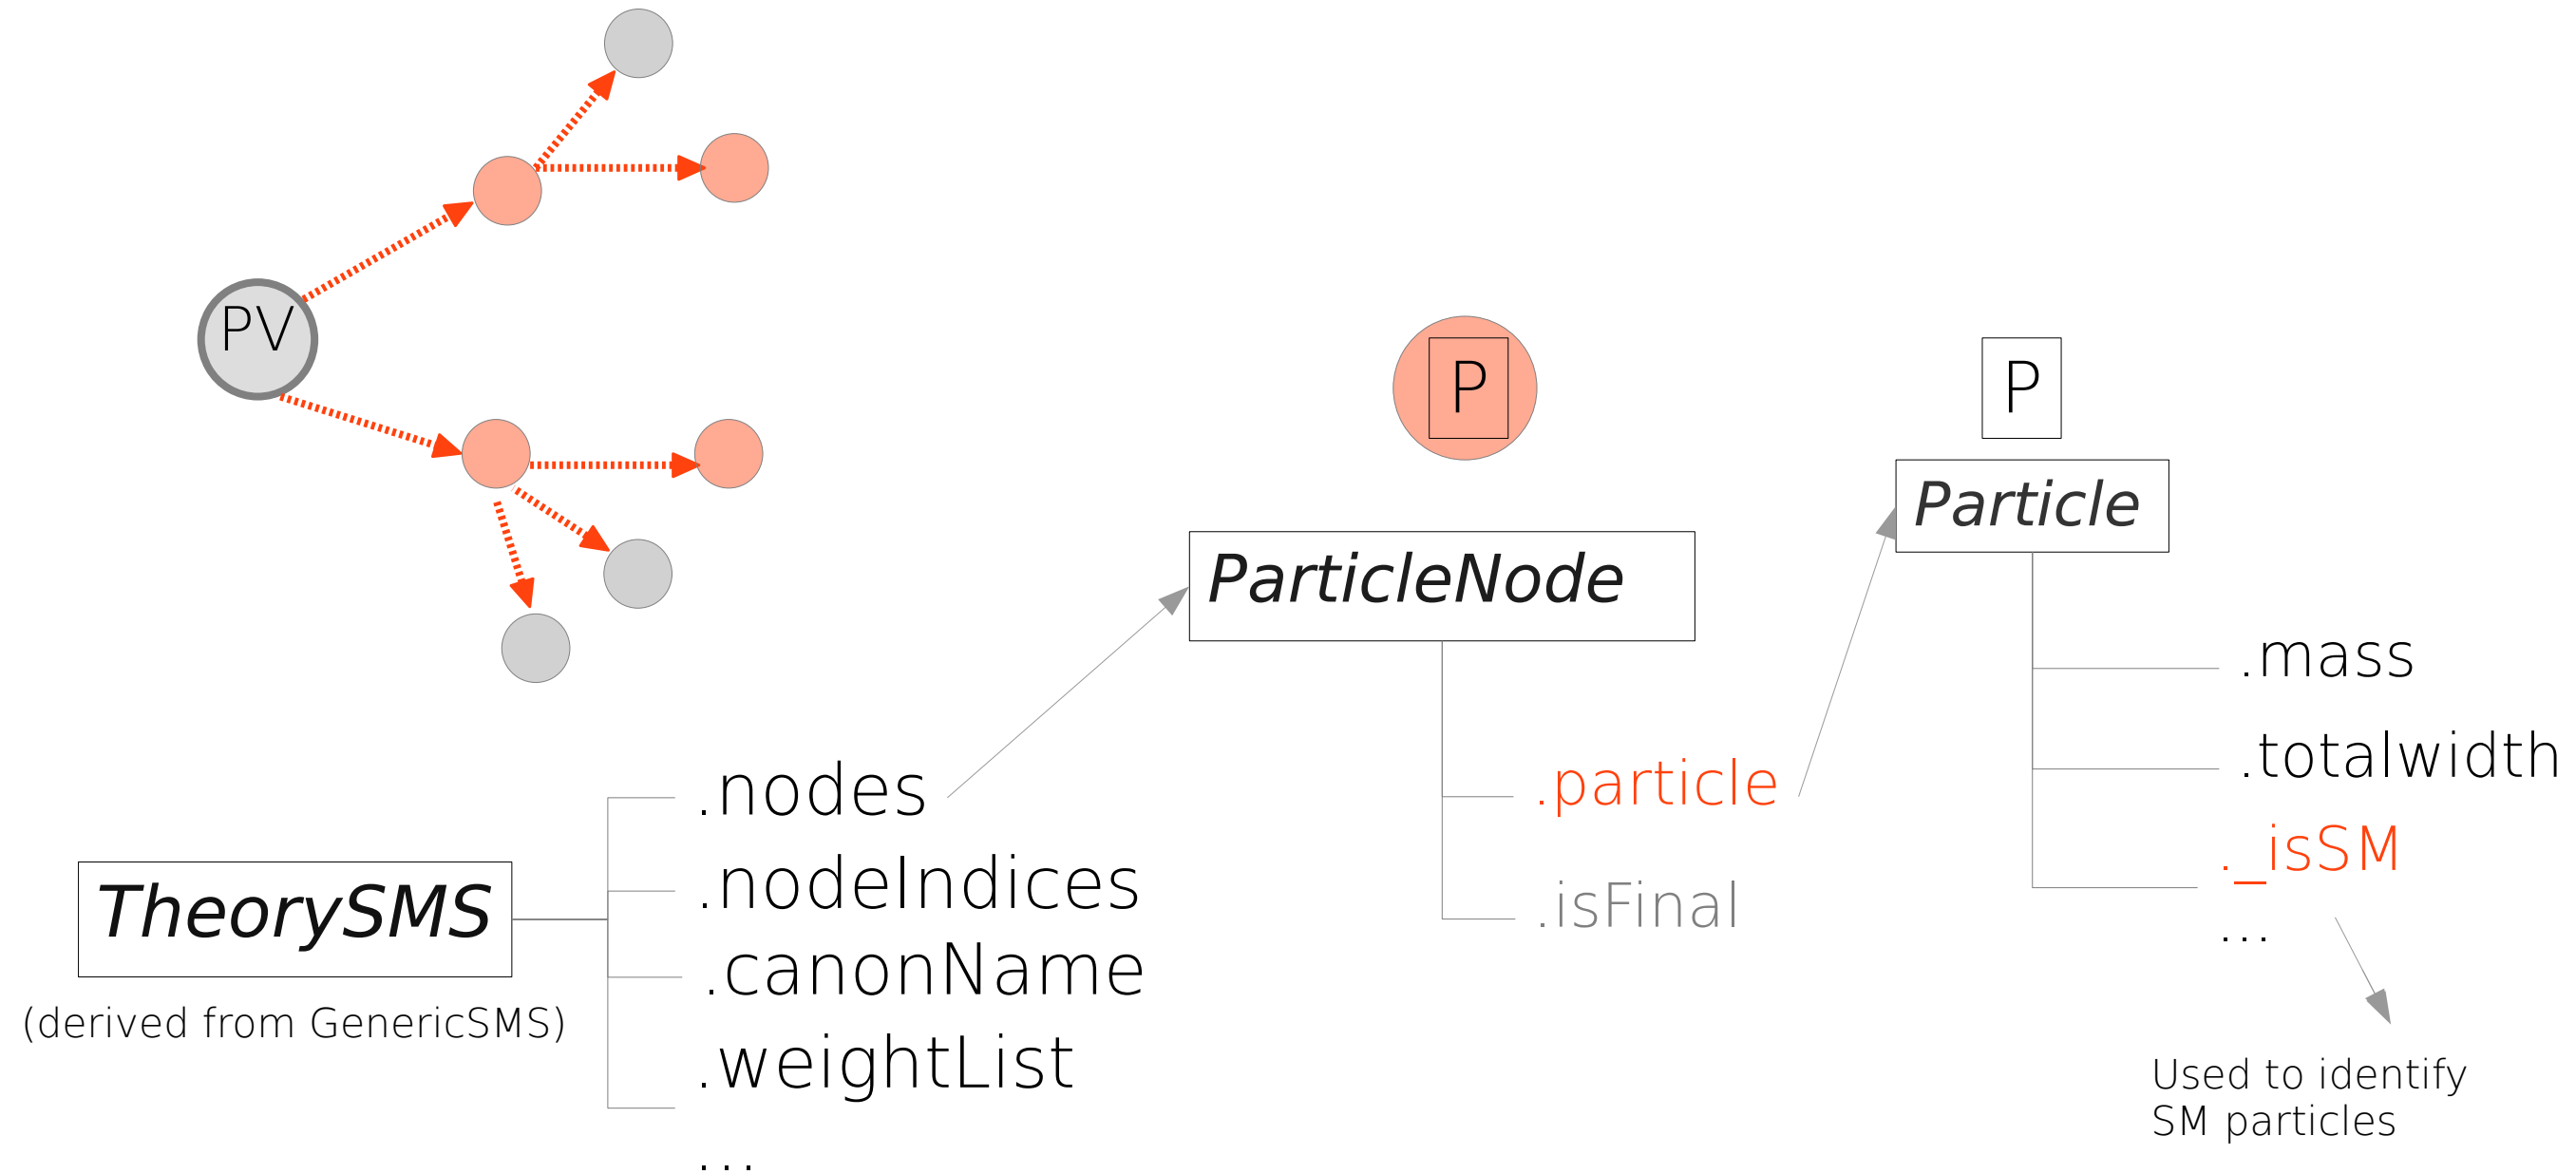 PV
P
P
Particle
ParticleNode
.mass
.totalwidth
.particle
._isSM
.isFinal
...
.nodes
.nodeIndices
TheorySMS
.canonName
(derived from GenericSMS)
.weightList
...
Used to identify
SM particles